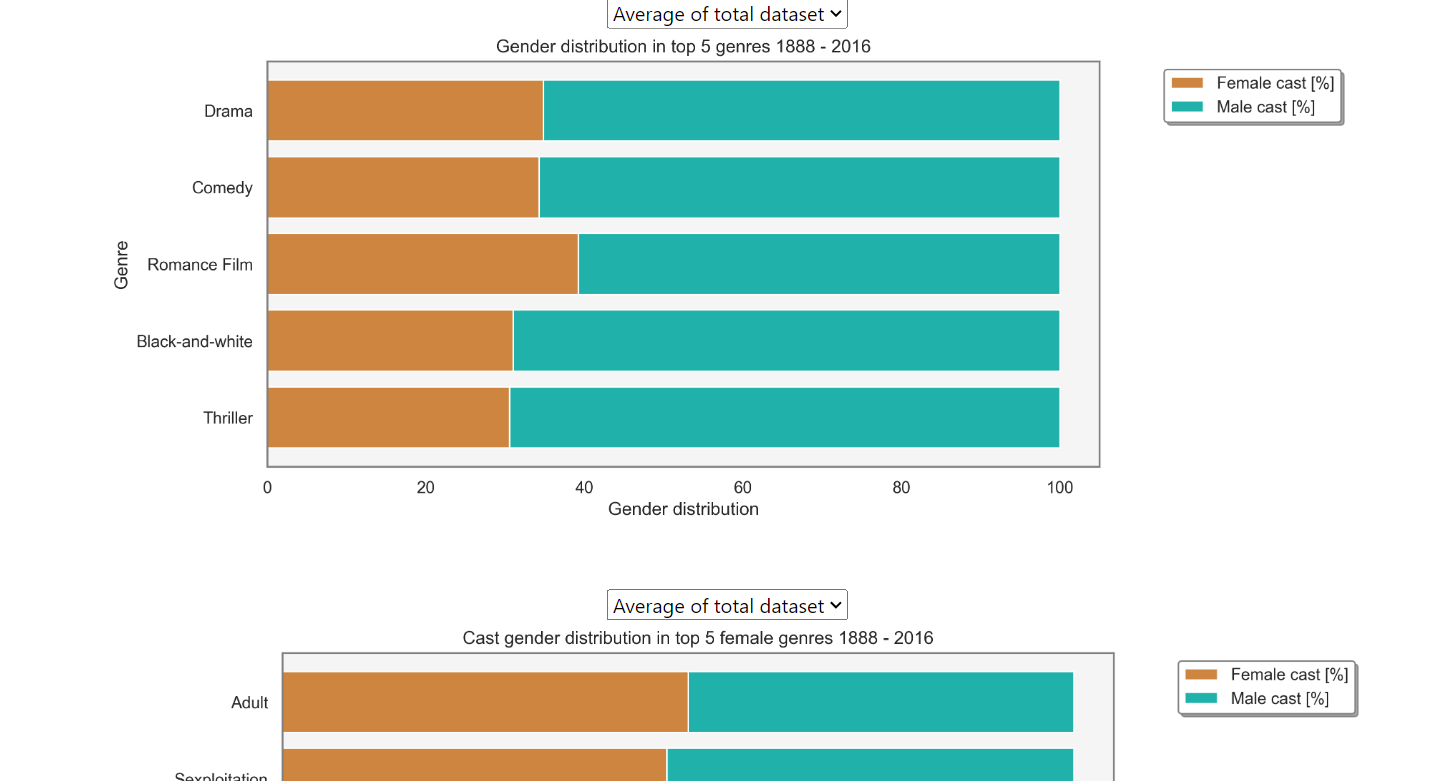 Average of total dataset
Gender distribution in top 5 genres 1888 - 2016
Female cast [%]
Male cast [%]
Drama
Comedy
Romance Film
Black-and-white
Thriller
Genre
0 20 40 60 80 100
Gender distribution
Average of total dataset
Cast gender distribution in top 5 female genres 1888 - 2016
Female cast [%]
Male cast [%]
Adult
Sexploitation